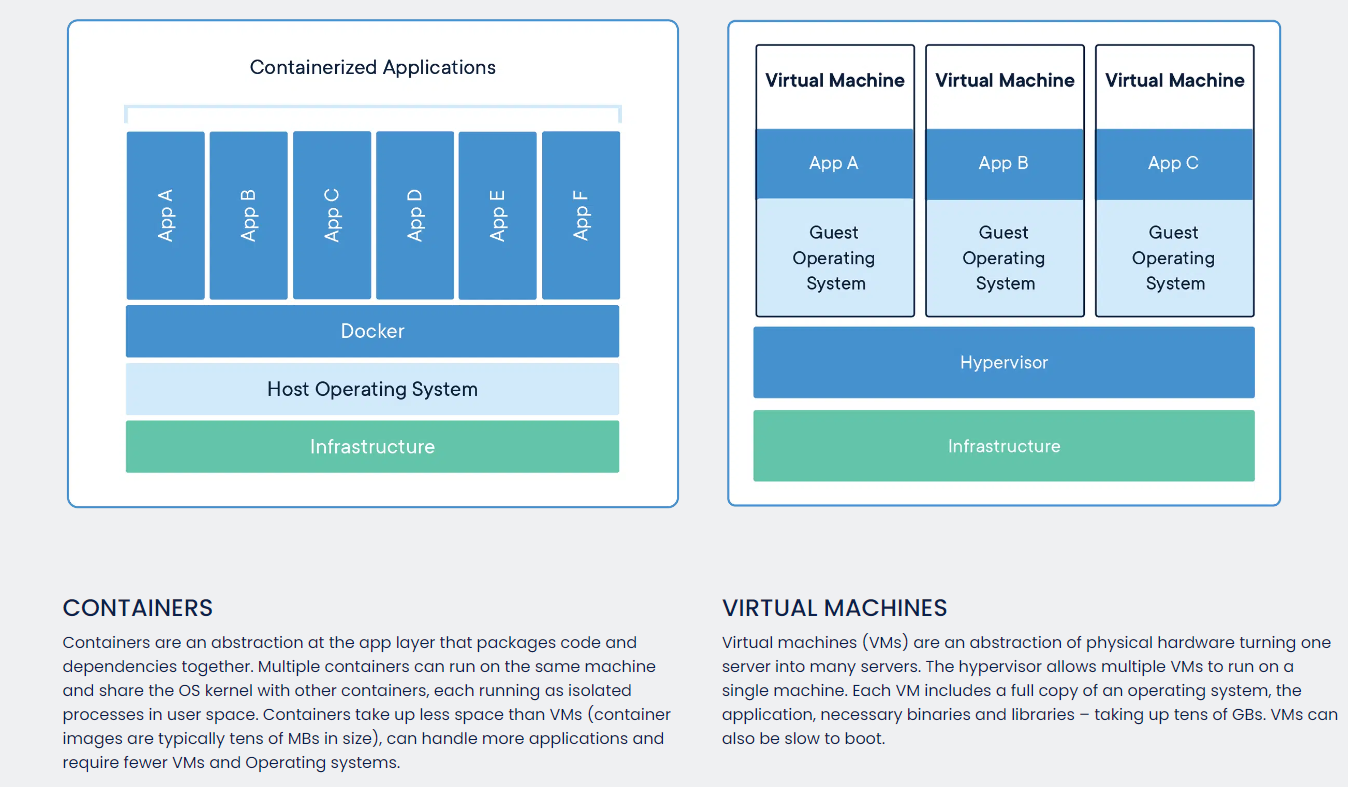 Containerized Applications
App A
App B
App C
App D
App E
App F
Docker
Host Operating System
Infrastructure
Virtual Machine
App A
Guest
Operating
System
Virtual Machine
App B
Guest
Operating
System
Virtual Machine
App C
Guest
Operating
System
Hypervisor
Infrastructure
CONTAINERS
Containers are an abstraction at the app layer that packages code and
dependencies together. Multiple containers can run on the same machine
and share the OS kernel with other containers, each running as isolated
processes in user space. Containers take up less space than VMs (container
images are typically tens of MBs in size), can handle more applications and
require fewer VMs and Operating systems.
VIRTUAL MACHINES
Virtual machines (VMs) are an abstraction of physical hardware turning one
server into many servers. The hypervisor allows multiple VMs to run on a
single machine. Each VM includes a full copy of an operating system, the
application, necessary binaries and libraries – taking up tens of GBs. VMs can
also be slow to boot.